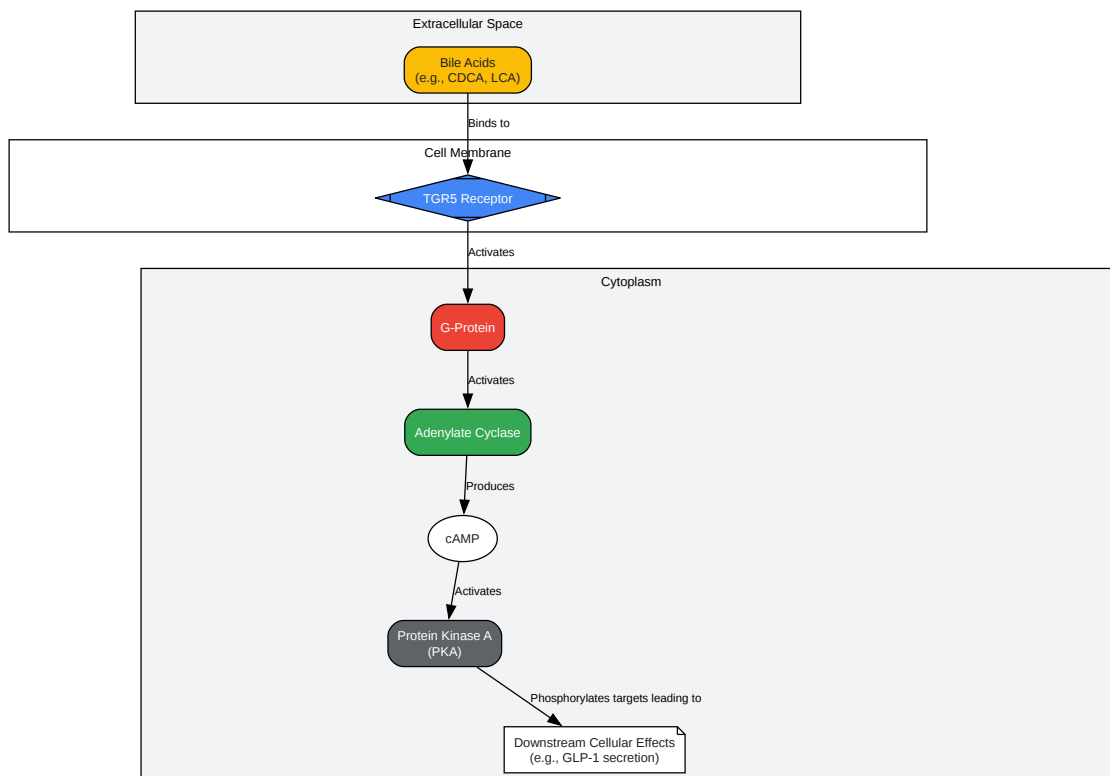 Extracellular Space
Bile Acids
(e.g., CDCA, LCA)
Binds to
Cell Membrane
TGR5 Receptor
Activates
Cytoplasm
G-Protein
Activates
Adenylate Cyclase
Produces
cAMP
Activates
Protein Kinase A
(PKA)
Phosphorylates targets leading to
Downstream Cellular Effects
(e.g., GLP-1 secretion)